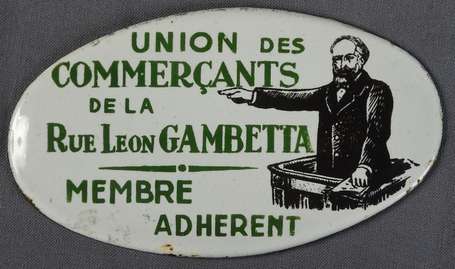 UNION DES
COMMERÇANTS
DE LA
RUE LEON GAMBETTA
MEMBRE
ADHERENT